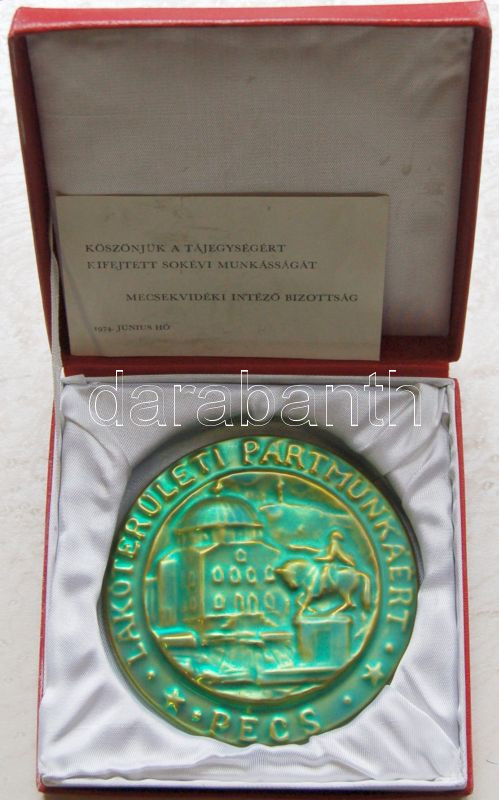 KÖSZÖNJÜK A TÁJEGYSÉGÉRT
KIFEJTETT SOKÉVI MUNKÁSSÁGÁT
MECSEKVIDÉKI INTÉZŐ BIZOTTSÁG
1974. JÚNIUS HÓ
darabanth
LAKÓTERÜLETI PÁRTMUNKÁÉRT
PÉCS